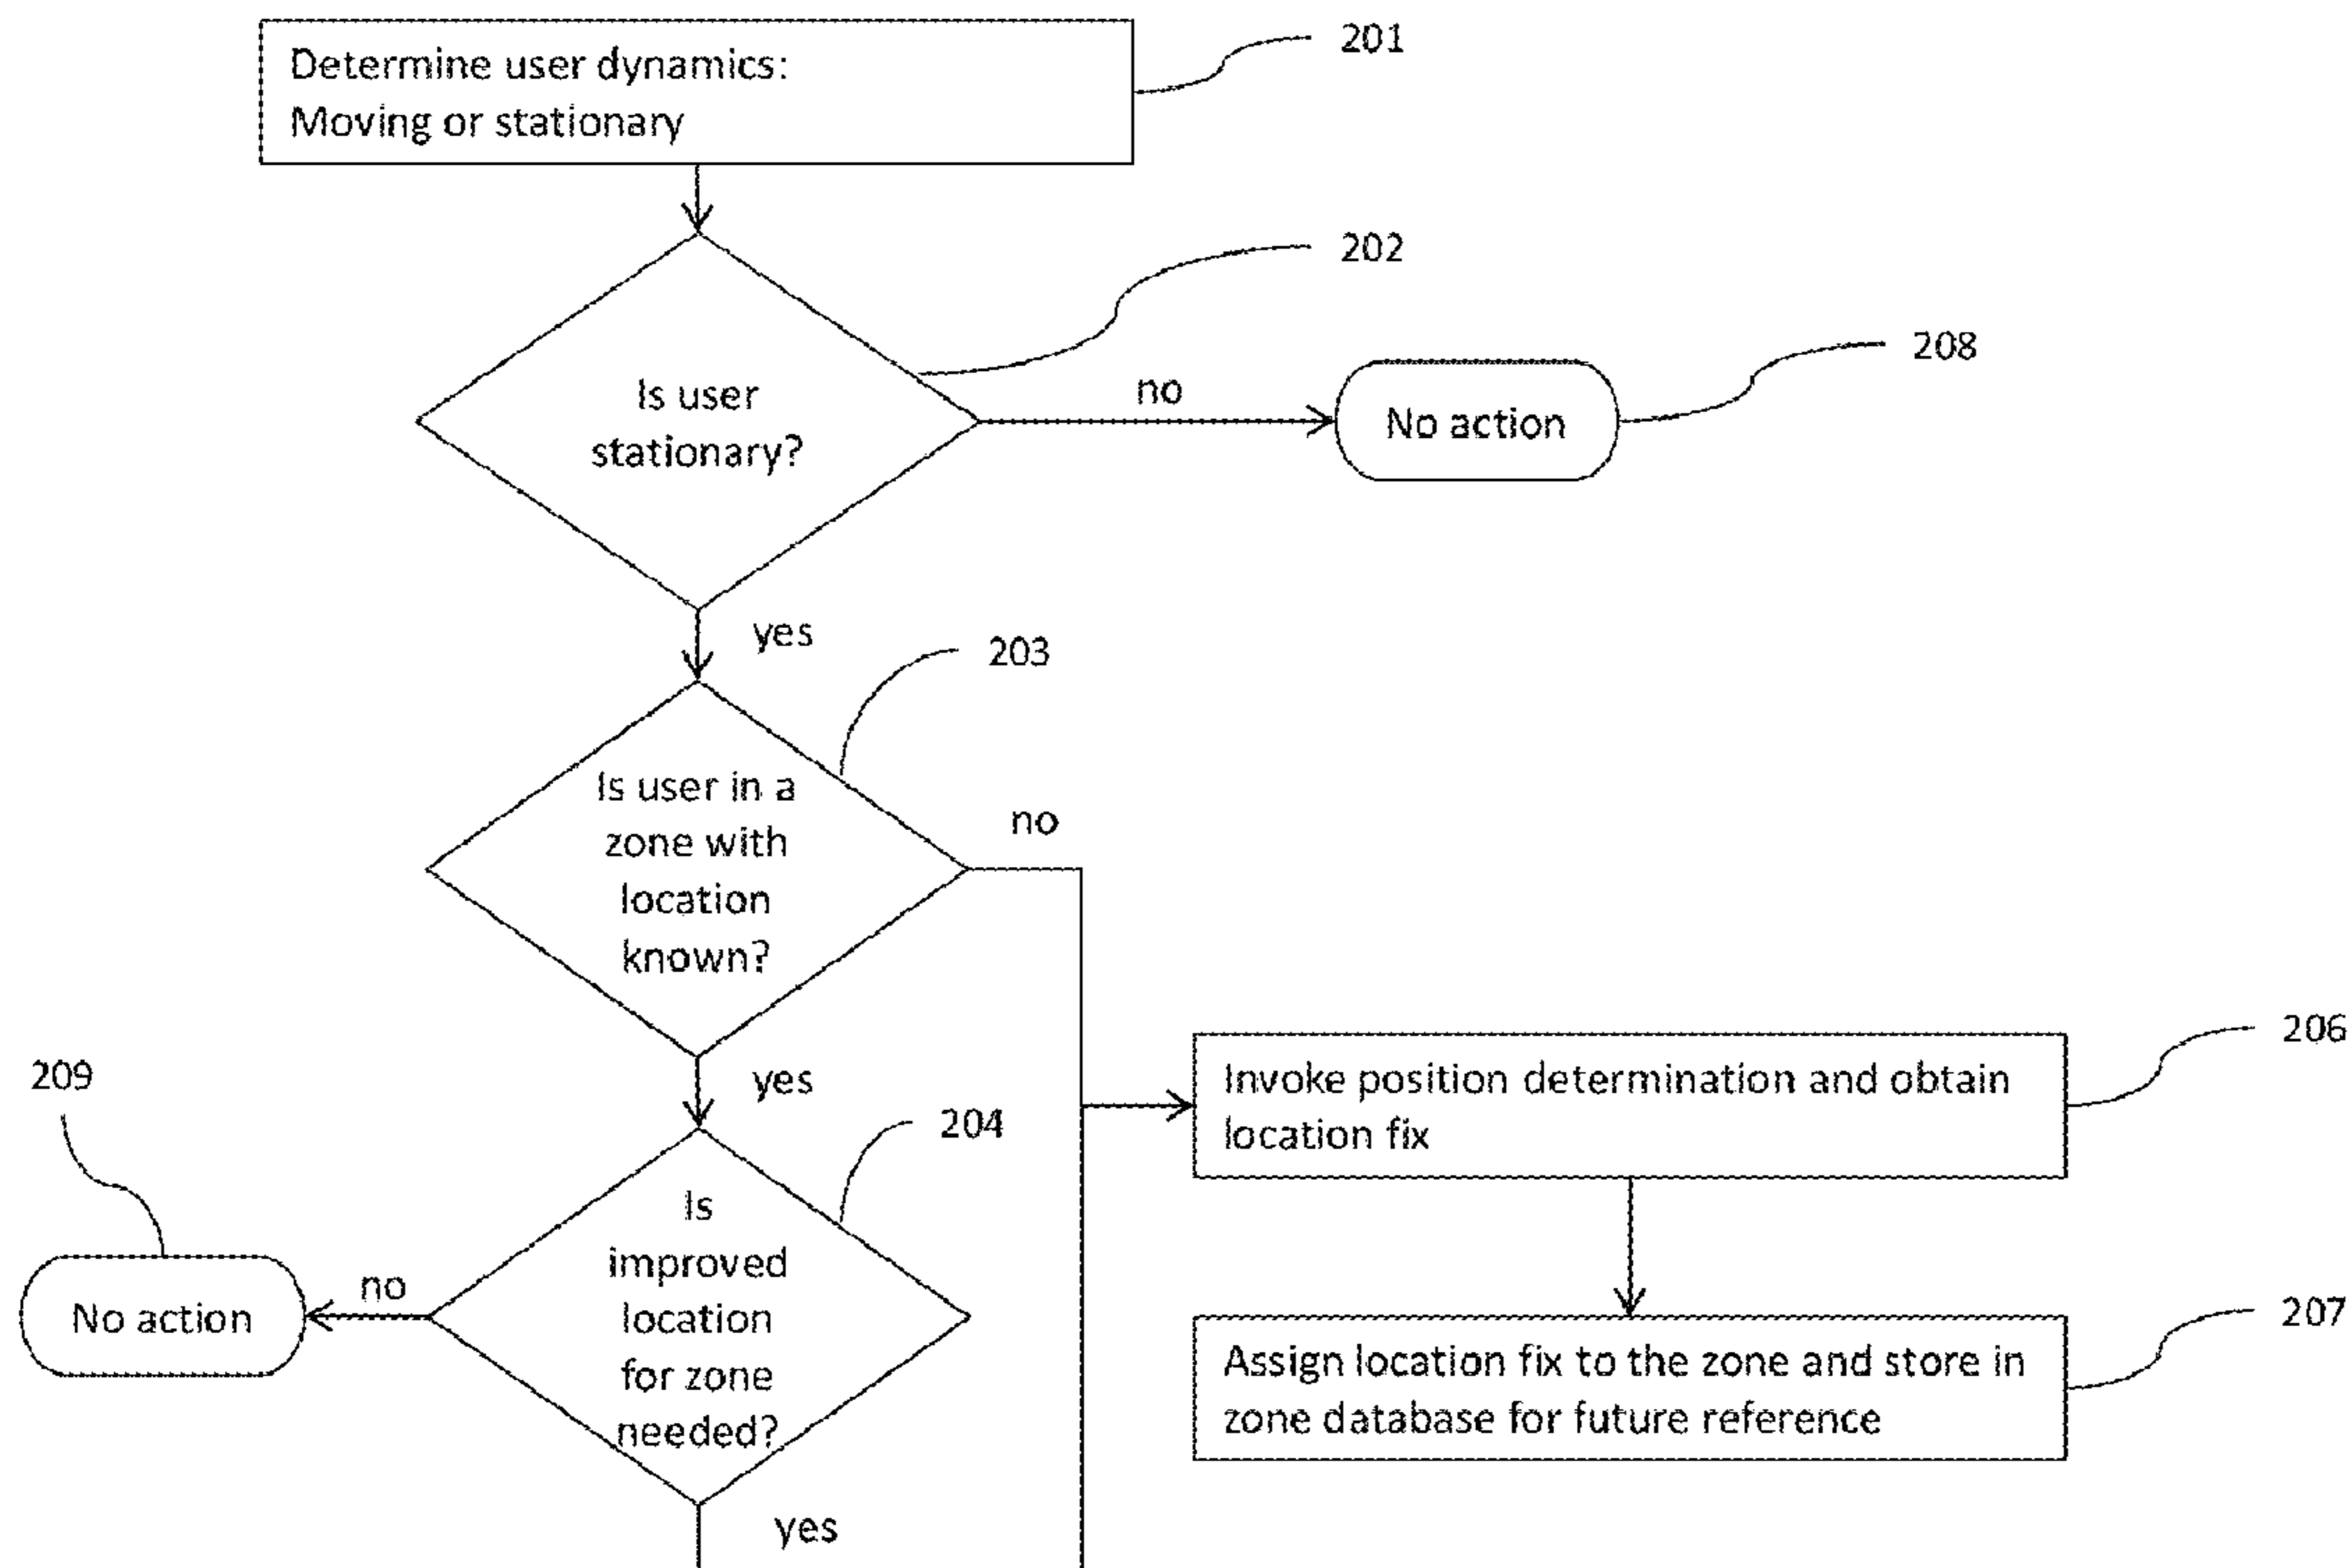 Determine user dynamics:
Moving or stationary
201
202
Is user
stationary?
no
No action
208
yes
203
Is user in a
zone with
location
known?
no
yes
204
Is
improved
location
for zone
needed?
no
No action
209
yes
Invoke position determination and obtain
location fix
206
Assign location fix to the zone and store in
zone database for future reference
207